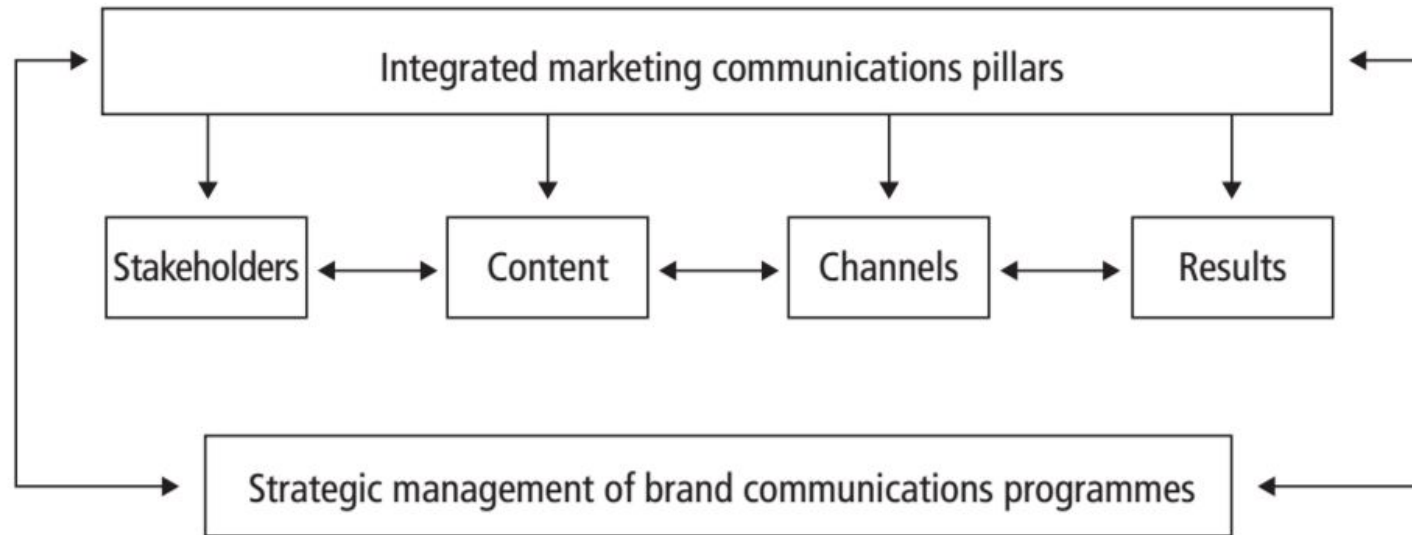 Integrated marketing communications pillars
Stakeholders
Content
Channels
Results
Strategic management of brand communications programmes